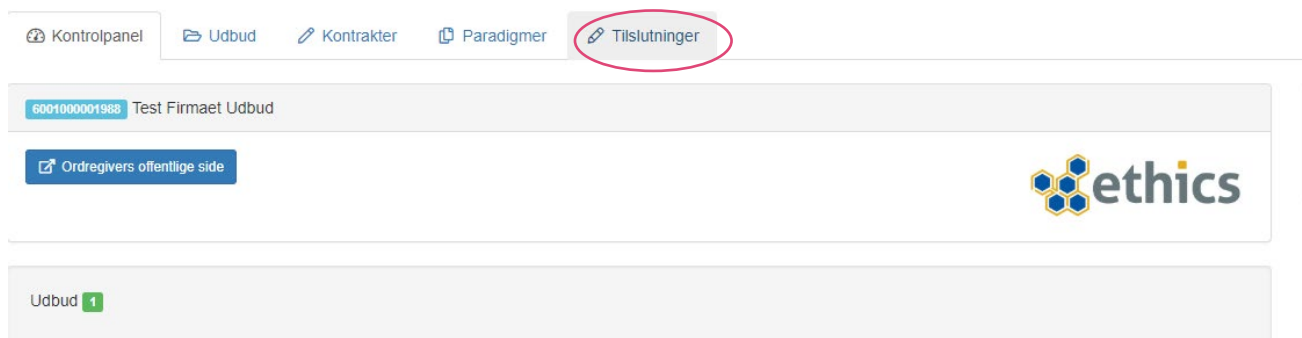 Kontrolpanel Udbud Kontrakter Paradigmer Tilslutninger
6001000001988 Test Firmaet Udbud
Ordregivers offentlige side
ethics
Udbud 1